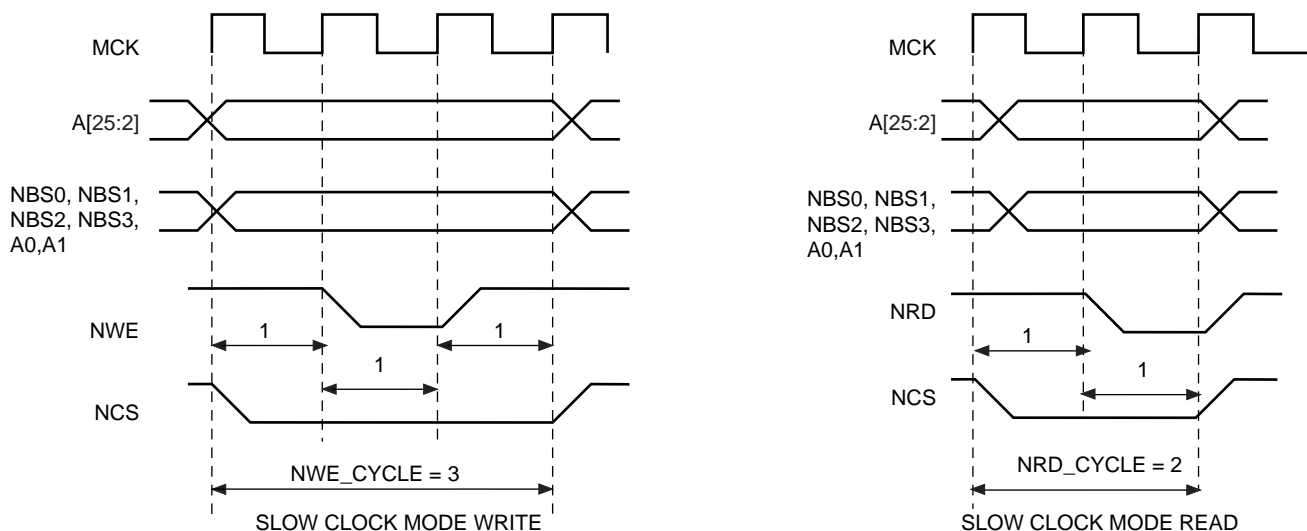 MCK
A[25:2]
NBS0, NBS1,
NBS2, NBS3,
A0,A1
NWE
1
1
1
NCS
NWE_CYCLE = 3
SLOW CLOCK MODE WRITE
MCK
A[25:2]
NBS0, NBS1,
NBS2, NBS3,
A0,A1
NRD
1
1
NCS
NRD_CYCLE = 2
SLOW CLOCK MODE READ